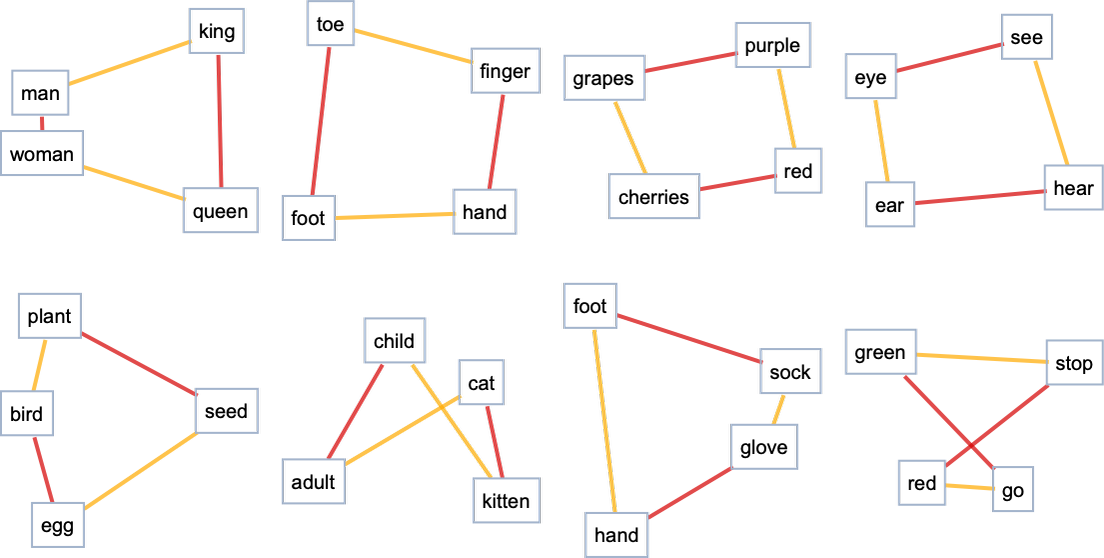 king
man
woman
queen
toe
finger
foot
hand
purple
grapes
red
cherries
see
eye
hear
ear
plant
seed
bird
egg
child
cat
adult
kitten
foot
sock
glove
hand
green
stop
red
go